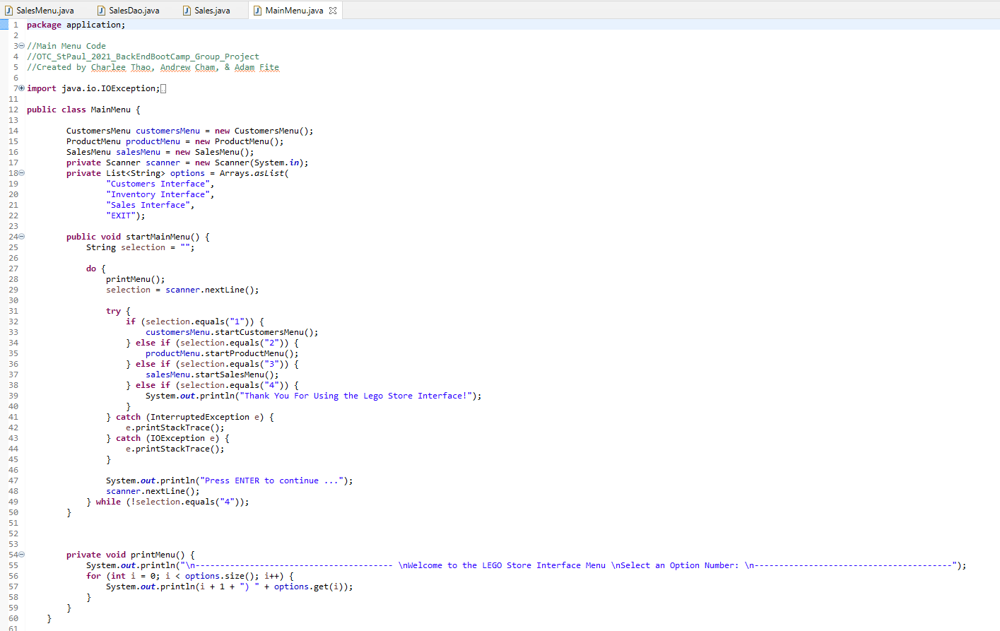 SalesMenu.java SalesDao.java Sales.java MainMenu.java
1 package application;
2
3 //Main Menu Code
4 //OTC_StPaul_2021_BackEndBootCamp_Group_Project
5 //Created by Charlee Thao, Andrew Cham, & Adam Fite
6
7 import java.io.IOException;
11
12 public class MainMenu {
13
14 CustomersMenu customersMenu = new CustomersMenu();
15 ProductMenu productMenu = new ProductMenu();
16 SalesMenu salesMenu = new SalesMenu();
17 private Scanner scanner = new Scanner(System.in);
18 private List<String> options = Arrays.asList(
19 "Customers Interface",
20 "Inventory Interface",
21 "Sales Interface",
22 "EXIT");
23
24 public void startMainMenu() {
25 String selection = "";
26
27 do {
28 printMenu();
29 selection = scanner.nextLine();
30
31 try {
32 if (selection.equals("1")) {
33 customersMenu.startCustomersMenu();
34 } else if (selection.equals("2")) {
35 productMenu.startProductMenu();
36 } else if (selection.equals("3")) {
37 salesMenu.startSalesMenu();
38 } else if (selection.equals("4")) {
39 System.out.println("Thank You For Using the Lego Store Interface!");
40 }
41 } catch (InterruptedException e) {
42 e.printStackTrace();
43 } catch (IOException e) {
44 e.printStackTrace();
45 }
46
47 System.out.println("Press ENTER to continue ...");
48 scanner.nextLine();
49 } while (!selection.equals("4"));
50 }
51
52
53
54 private void printMenu() {
55 System.out.println("\n---------------------------------------- \nWelcome to the LEGO Store Interface Menu \nSelect an Option Number: \n----------------------------------------");
56 for (int i = 0; i < options.size(); i++) {
57 System.out.println(i + 1 + ") " + options.get(i));
58 }
59 }
60 }
61